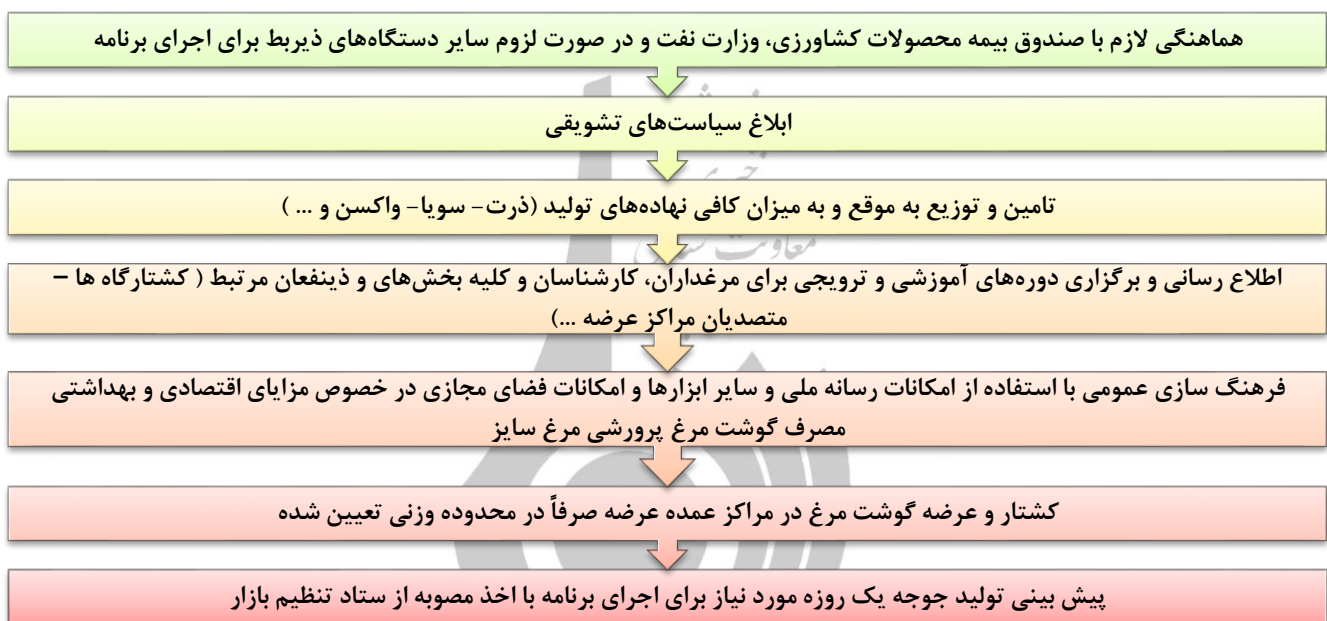 هماهنگی لازم با صندوق بیمه محصولات کشاورزی، وزارت نفت و در صورت لزوم سایر دستگاه‌های ذیربط برای اجرای برنامه
ابلاغ سیاست‌های تشویقی
تامین و توزیع به موقع و به میزان کافی نهاده‌های تولید (ذرت- سویا- واکسن و ... )
معاونت
اطلاع رسانی و برگزاری دوره‌های آموزشی و ترویجی برای مرغداران، کارشناسان و کلیه بخش‌های و ذینفعان مرتبط ( کشتارگاه ها –
متصدیان مراکز عرضه ...)
فرهنگ سازی عمومی با استفاده از امکانات رسانه ملی و سایر ابزارها و امکانات فضای مجازی در خصوص مزایای اقتصادی و بهداشتی
مصرف گوشت مرغ پرورشی مرغ سایز
کشتار و عرضه گوشت مرغ در مراکز عمده عرضه صرفاً در محدوده وزنی تعیین شده
پیش بینی تولید جوجه یک روزه مورد نیاز برای اجرای برنامه با اخذ مصوبه از ستاد تنظیم بازار